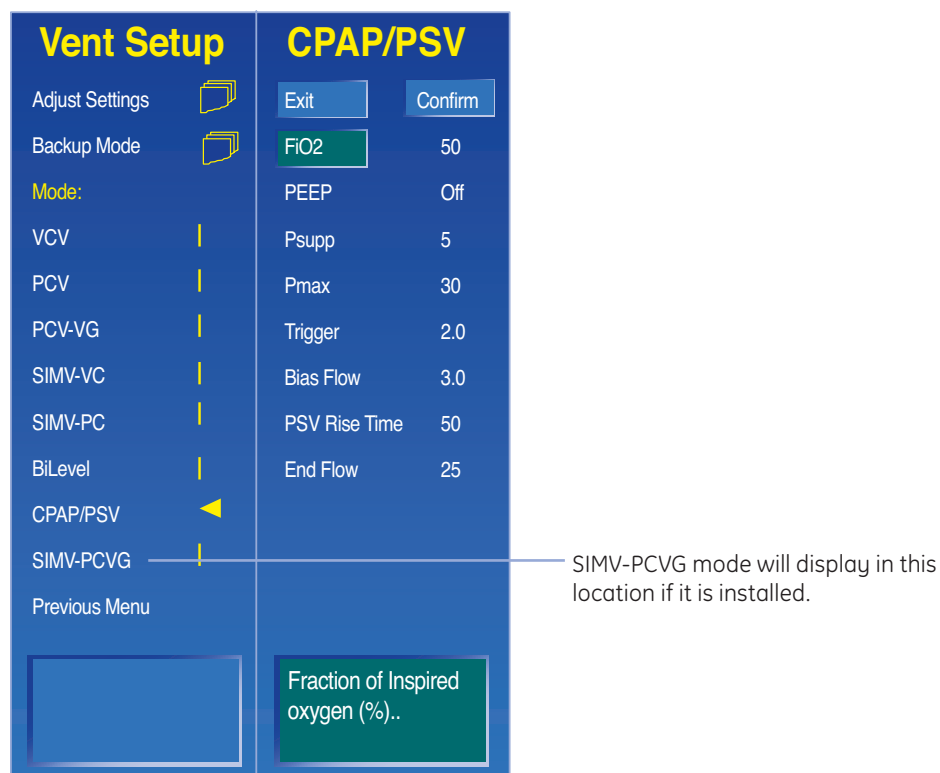 Vent Setup
Adjust Settings
Backup Mode
Mode:
VCV
PCV
PCV-VG
SIMV-VC
SIMV-PC
BiLevel
CPAP/PSV
SIMV-PCVG
Previous Menu
CPAP/PSV
Exit Confirm
FiO2 50
PEEP Off
Psupp 5
Pmax 30
Trigger 2.0
Bias Flow 3.0
PSV Rise Time 50
End Flow 25
Fraction of Inspired
oxygen (%)..
SIMV-PCVG mode will display in this
location if it is installed.